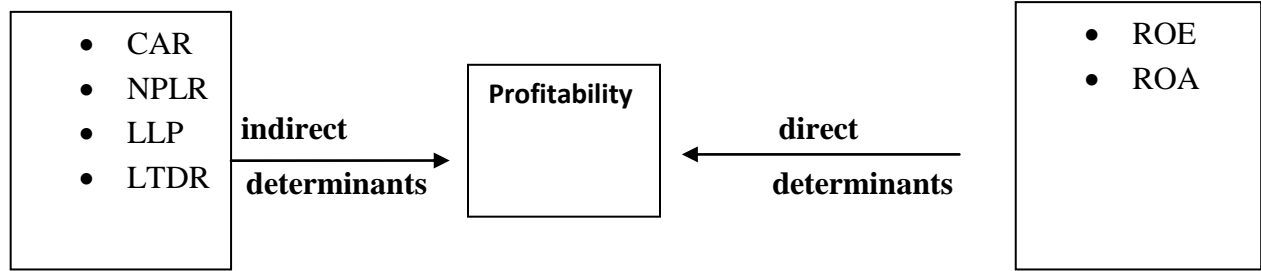 • CAR
• NPLR
• LLP
• LTDR
indirect
determinants
Profitability
direct
determinants
• ROE
• ROA